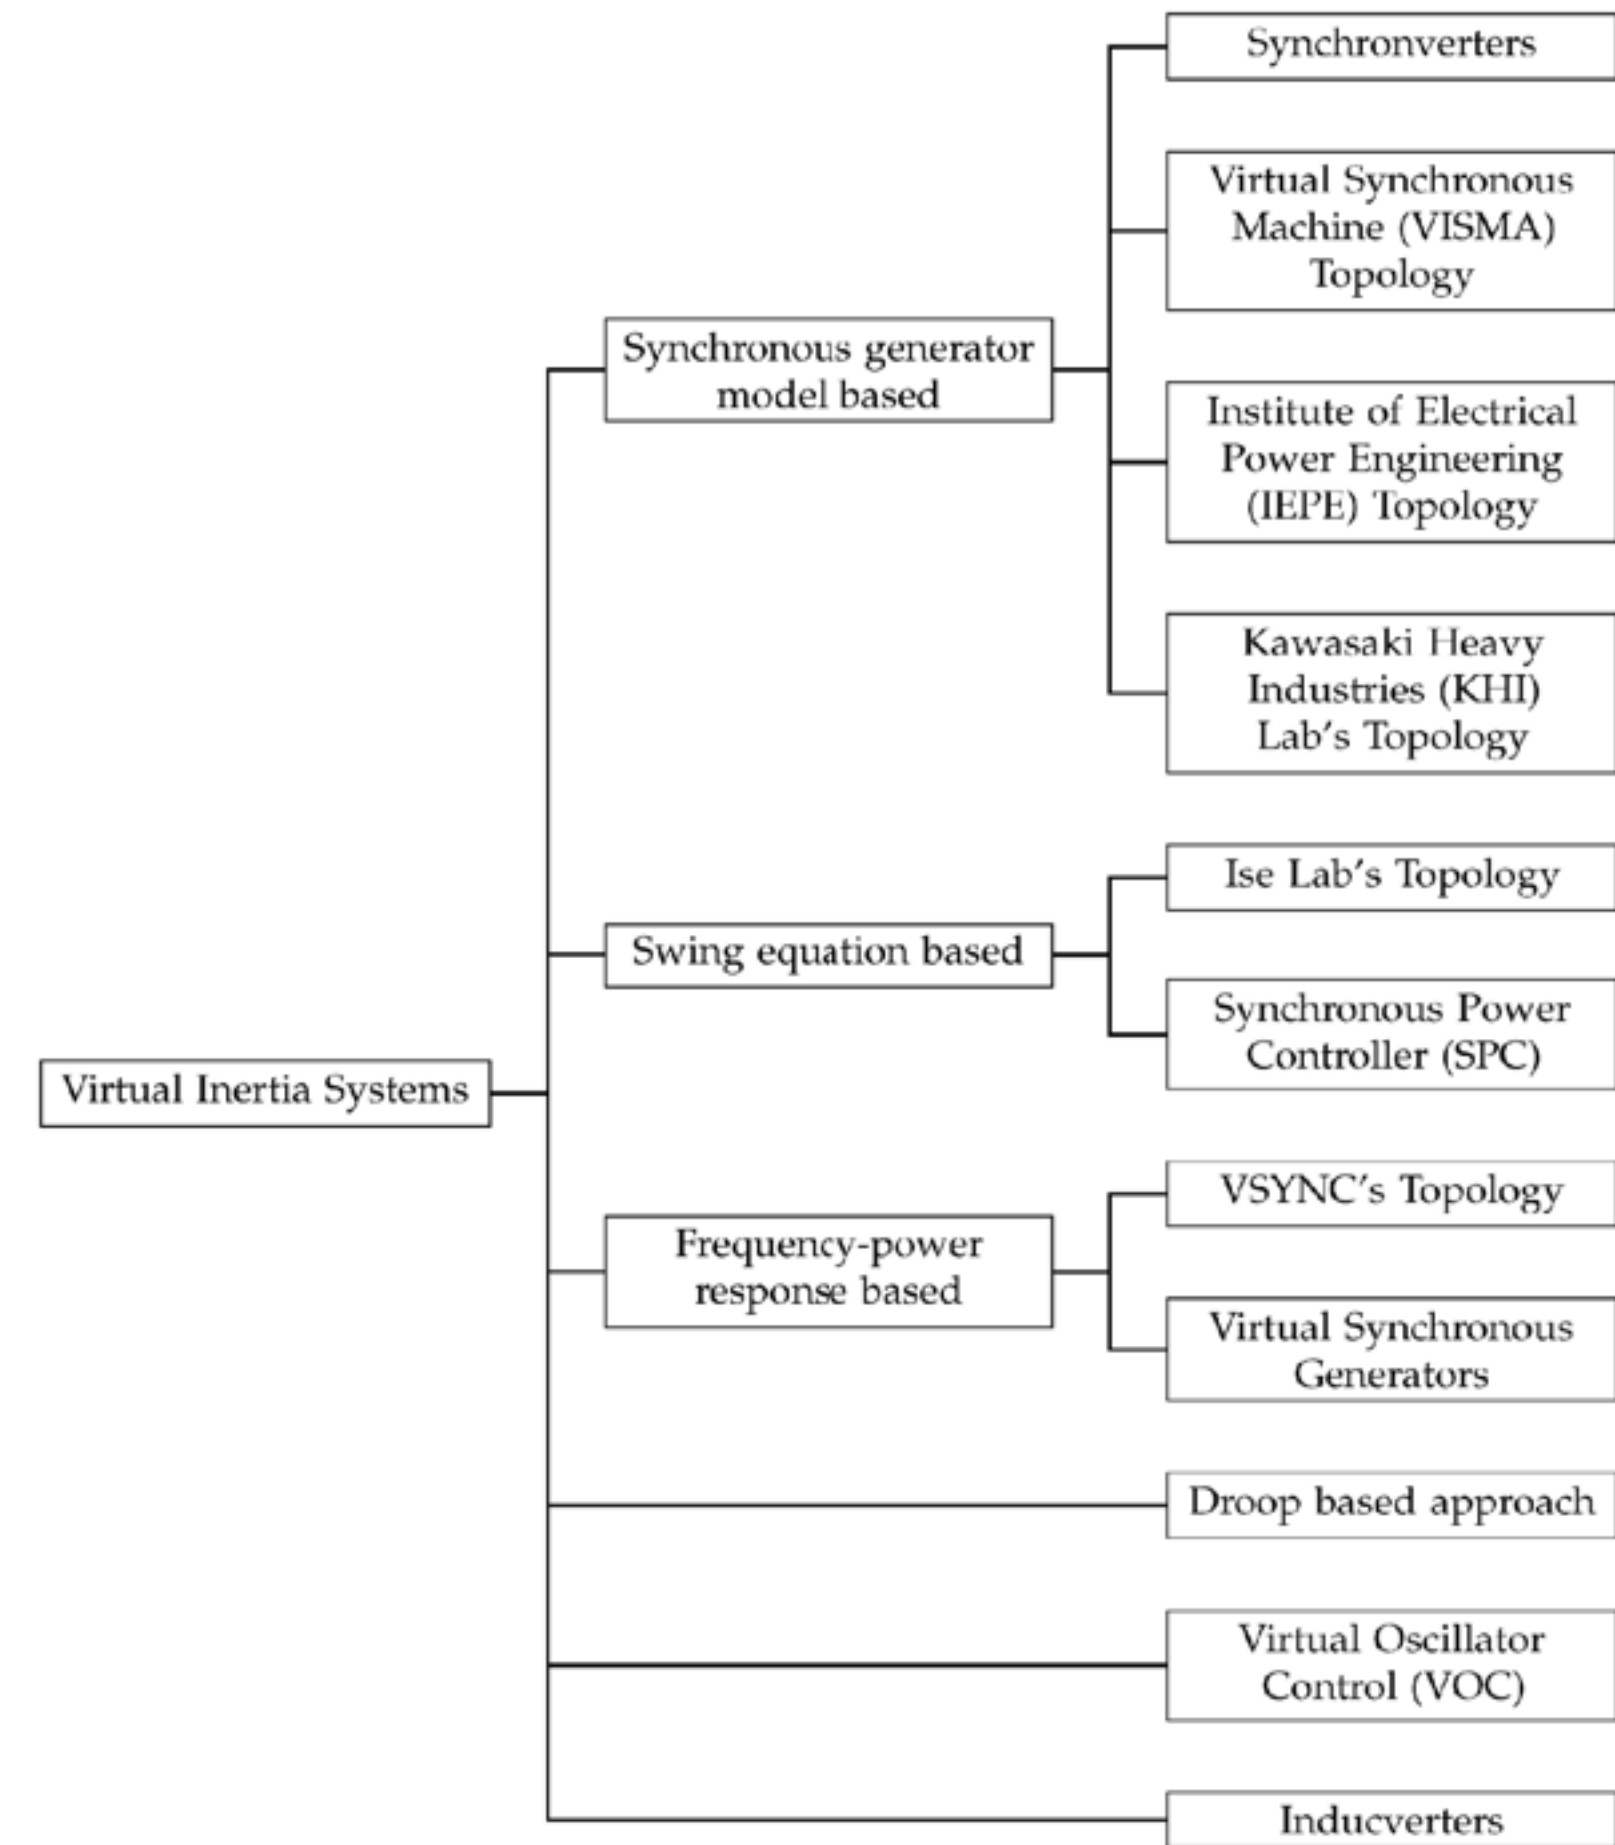 Synchronverters
Virtual Synchronous
Machine (VISMA)
Topology
Synchronous generator
model based
Institute of Electrical
Power Engineering
(IEPE) Topology
Kawasaki Heavy
Industries (KHI)
Lab's Topology
Ise Lab's Topology
Swing equation based
Synchronous Power
Controller (SPC)
Virtual Inertia Systems
VSYNC's Topology
Frequency-power
response based
Virtual Synchronous
Generators
Droop based approach
Virtual Oscillator
Control (VOC)
Inducverters